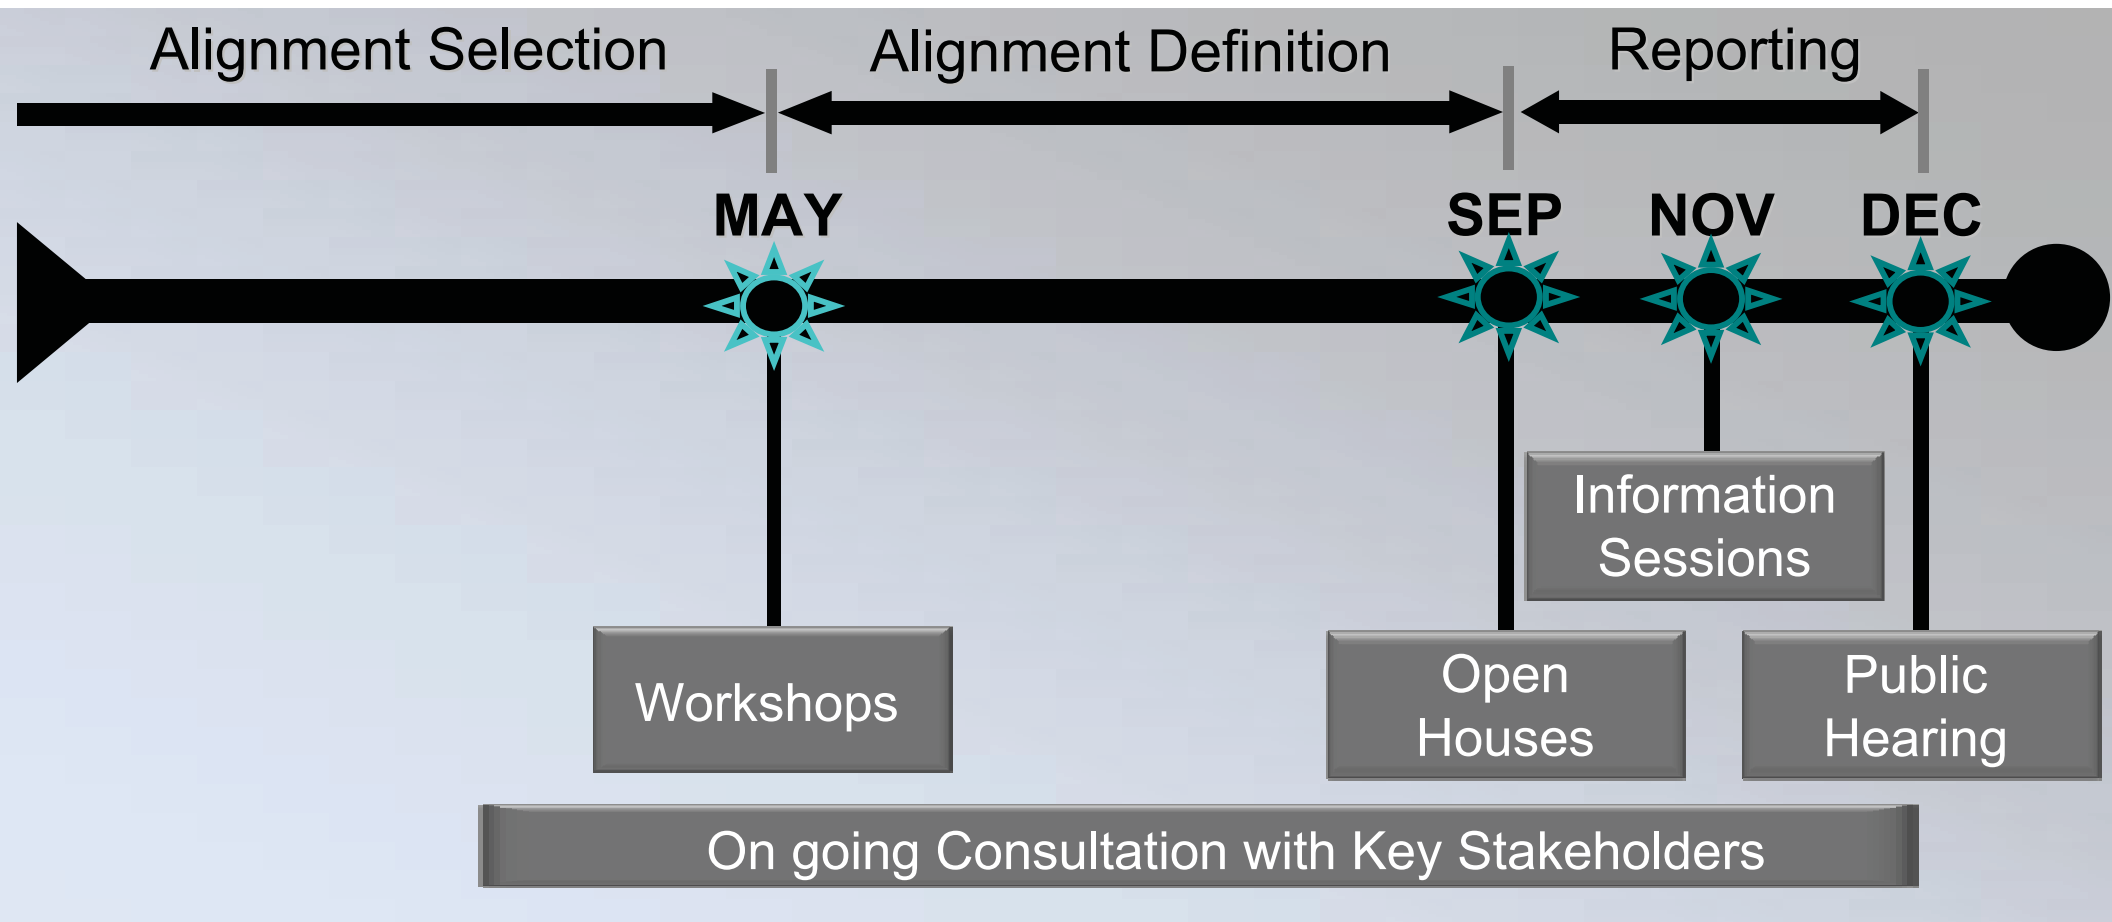 Alignment Selection
Alignment Definition
Reporting
MAY
SEP
NOV
DEC
Information
Sessions
Workshops
Open
Houses
Public
Hearing
On going Consultation with Key Stakeholders